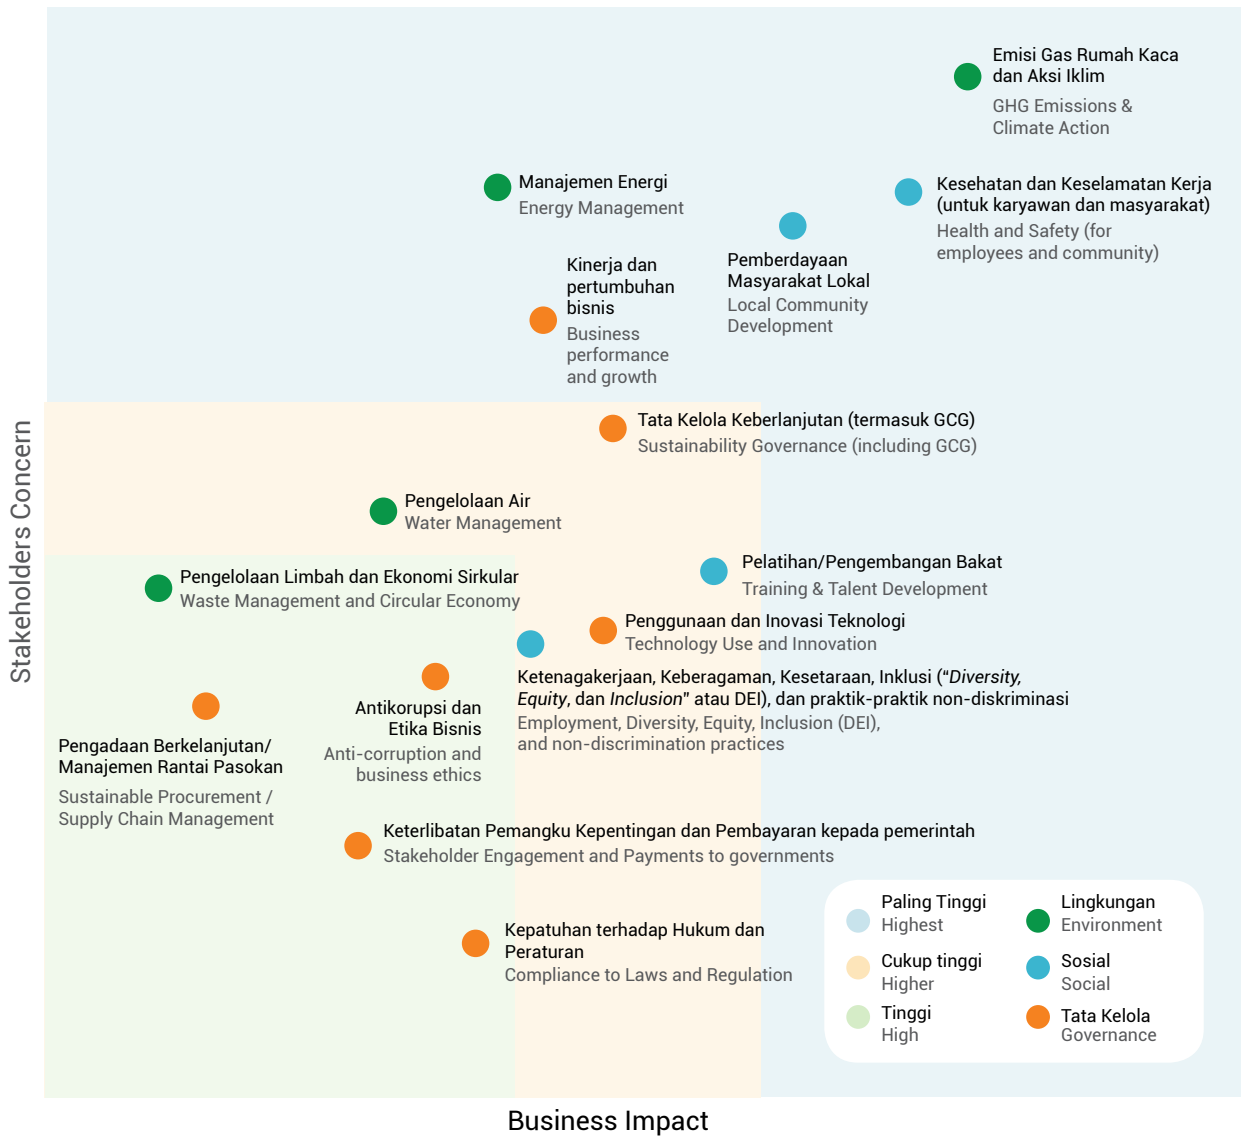 Emisi Gas Rumah Kaca
dan Aksi Iklim
GHG Emissions &
Climate Action
Manajemen Energi
Energy Management
Kesehatan dan Keselamatan Kerja
(untuk karyawan dan masyarakat)
Health and Safety (for
employees and community)
Pemberdayaan
Masyarakat Lokal
Local Community
Development
Kinerja dan
pertumbuhan
bisnis
Business
performance
and growth
Tata Kelola Keberlanjutan (termasuk GCG)
Sustainability Governance (including GCG)
Stakeholders Concern
Pengelolaan Air
Water Management
Pengelolaan Limbah dan Ekonomi Sirkular
Waste Management and Circular Economy
Pelatihan/Pengembangan Bakat
Training & Talent Development
Penggunaan dan Inovasi Teknologi
Technology Use and Innovation
Ketenagakerjaan, Keberagaman, Kesetaraan, Inklusi (“Diversity,
Equity, dan Inclusion” atau DEI), dan praktik-praktik non-diskriminasi
Employment, Diversity, Equity, Inclusion (DEI),
and non-discrimination practices
Antikorupsi dan
Etika Bisnis
Anti-corruption and
business ethics
Pengadaan Berkelanjutan/
Manajemen Rantai Pasokan
Sustainable Procurement /
Supply Chain Management
Keterlibatan Pemangku Kepentingan dan Pembayaran kepada pemerintah
Stakeholder Engagement and Payments to governments
Kepatuhan terhadap Hukum dan
Peraturan
Compliance to Laws and Regulation
Paling Tinggi
Highest
Cukup tinggi
Higher
Tinggi
High
Lingkungan
Environment
Sosial
Social
Tata Kelola
Governance
Business Impact